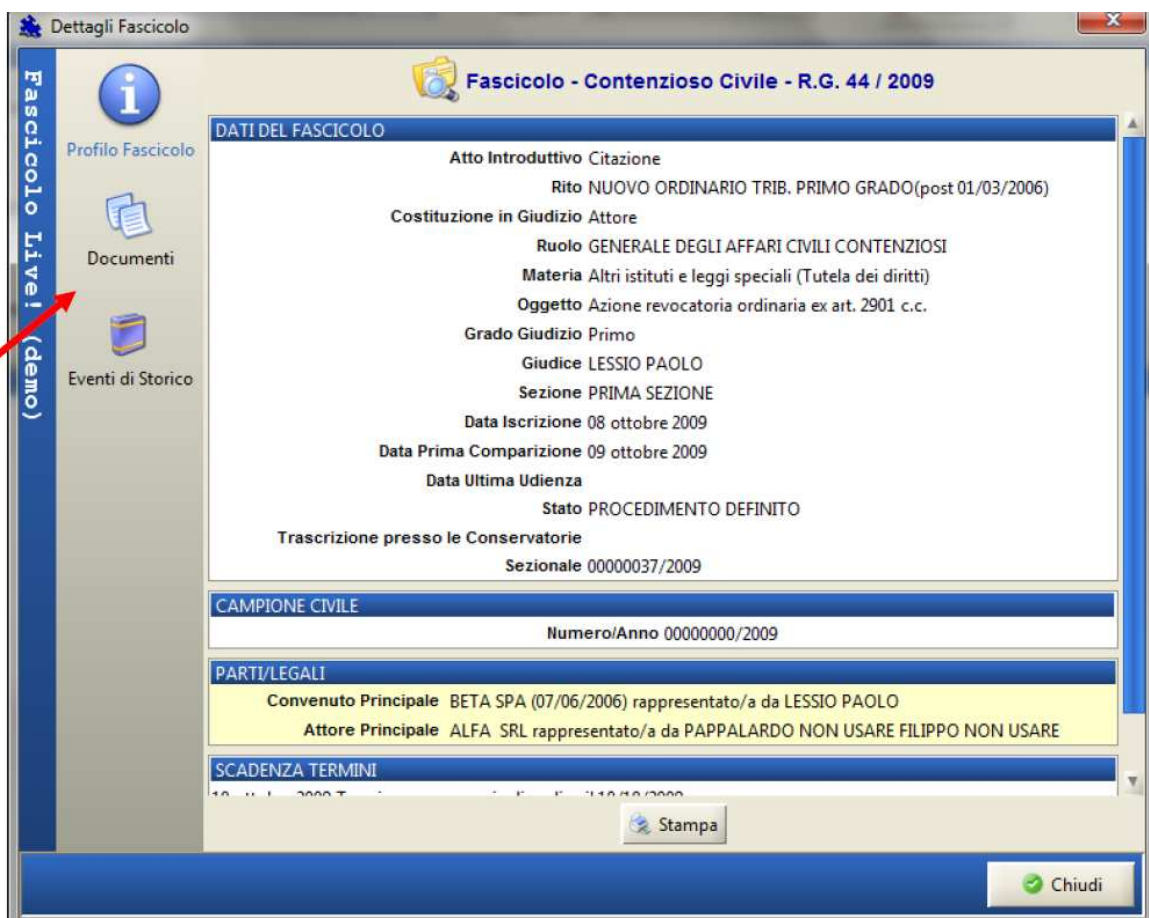 Dettagli Fascicolo
Fascicolo Live! (demo)
Profilo Fascicolo
Documenti
Eventi di Storico
Fascicolo - Contenzioso Civile - R.G. 44 / 2009
DATI DEL FASCICOLO
Atto Introduttivo Citazione
Rito NUOVO ORDINARIO TRIB. PRIMO GRADO(post 01/03/2006)
Costituzione in Giudizio Attore
Ruolo GENERALE DEGLI AFFARI CIVILI CONTENZIOSI
Materia Altri istituti e leggi speciali (Tutela dei diritti)
Oggetto Azione revocatoria ordinaria ex art. 2901 c.c.
Grado Giudizio Primo
Giudice LESSIO PAOLO
Sezione PRIMA SEZIONE
Data Iscrizione 08 ottobre 2009
Data Prima Comparizione 09 ottobre 2009
Data Ultima Udienza
Stato PROCEDIMENTO DEFINITO
Trascrizione presso le Conservatorie
Sezionale 00000037/2009
CAMPIONE CIVILE
Numero/Anno 00000000/2009
PARTI/LEGALI
Convenuto Principale BETA SPA (07/06/2006) rappresentato/a da LESSIO PAOLO
Attore Principale ALFA SRL rappresentato/a da PAPPALARDO NON USARE FILIPPO NON USARE
SCADENZA TERMINI
Stampa
Chiudi